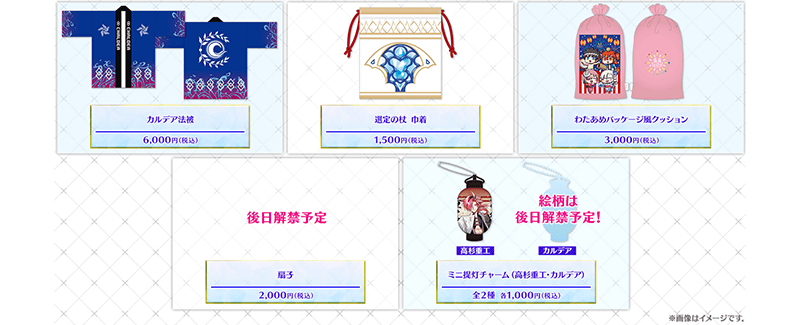 CHALDEA
CHALDEA
カルデア法被
6,000円(税込)
選定の杖 巾着
1,500円(税込)
わたあめパッケージ風クッション
3,000円(税込)
後日解禁予定
扇子
2,000円(税込)
絵柄は
後日解禁予定!
高杉重工
カルデア
ミニ提灯チャーム(高杉重工・カルデア)
全2種 各1,000円(税込)
※画像はイメージです。